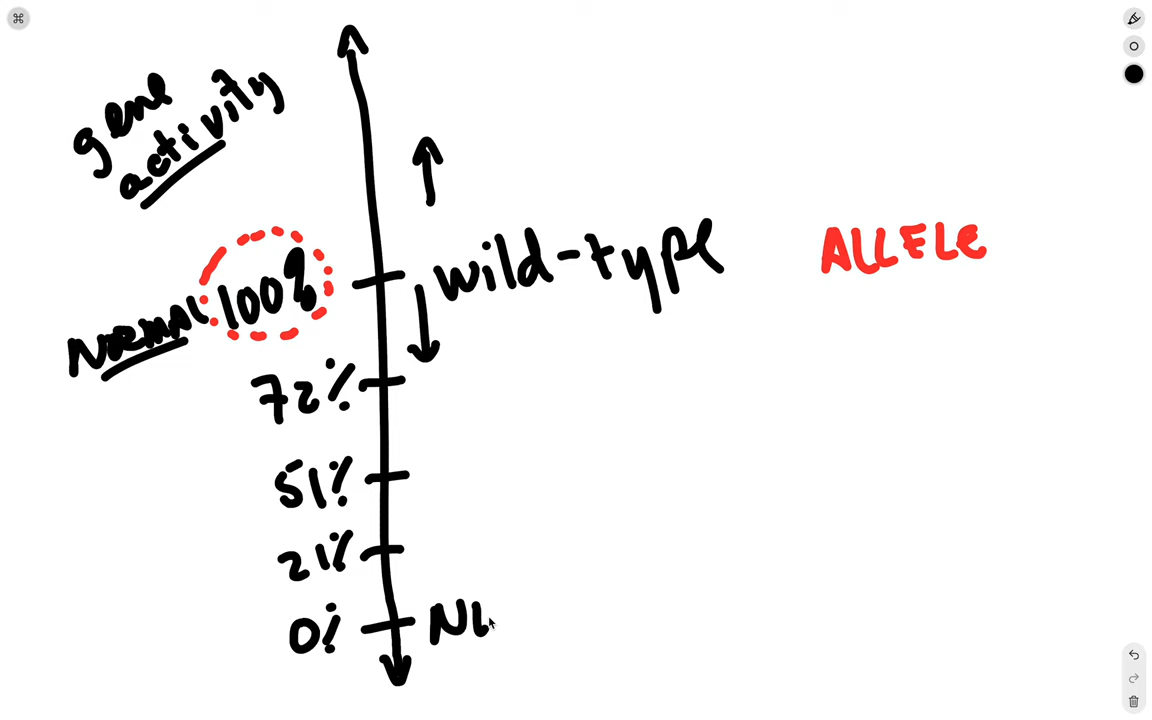 gene
activity
wild-type
ALLELE
NORMAL 100%
72%
51%
21%
0%